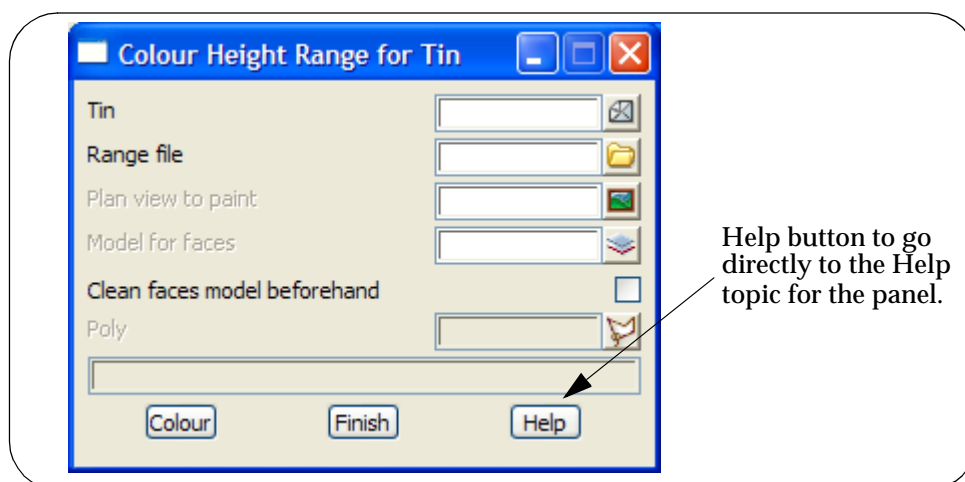 Colour Height Range for Tin
Tin
Range file
Plan view to paint
Model for faces
Clean faces model beforehand
Poly
Colour Finish Help
Help button to go
directly to the Help
topic for the panel.